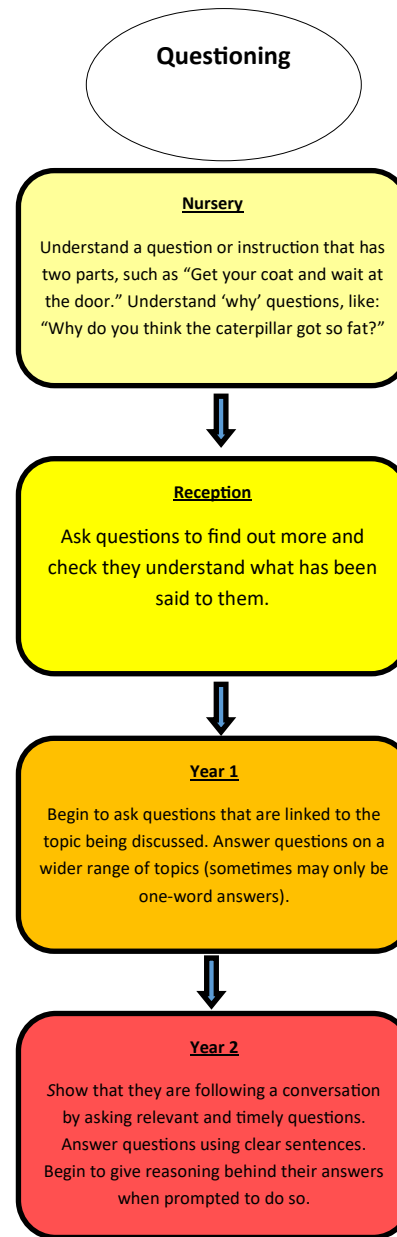 Questioning
Nursery
Understand a question or instruction that has
two parts, such as “Get your coat and wait at
the door.” Understand ‘why’ questions, like:
“Why do you think the caterpillar got so fat?”
Reception
Ask questions to find out more and
check they understand what has been
said to them.
Year 1
Begin to ask questions that are linked to the
topic being discussed. Answer questions on a
wider range of topics (sometimes may only be
one-word answers).
Year 2
Show that they are following a conversation
by asking relevant and timely questions.
Answer questions using clear sentences.
Begin to give reasoning behind their answers
when prompted to do so.